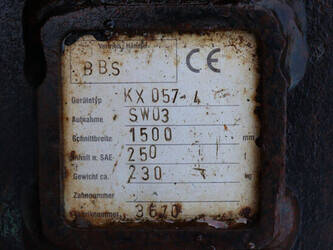 BBS CE
Gerätetyp KX 057-4
Aufnahme SW03
Schnittbreite 1500 mm
Inhalt n. SAE 250 l
Gewicht ca. 230 kg
Zahnnummer
3670